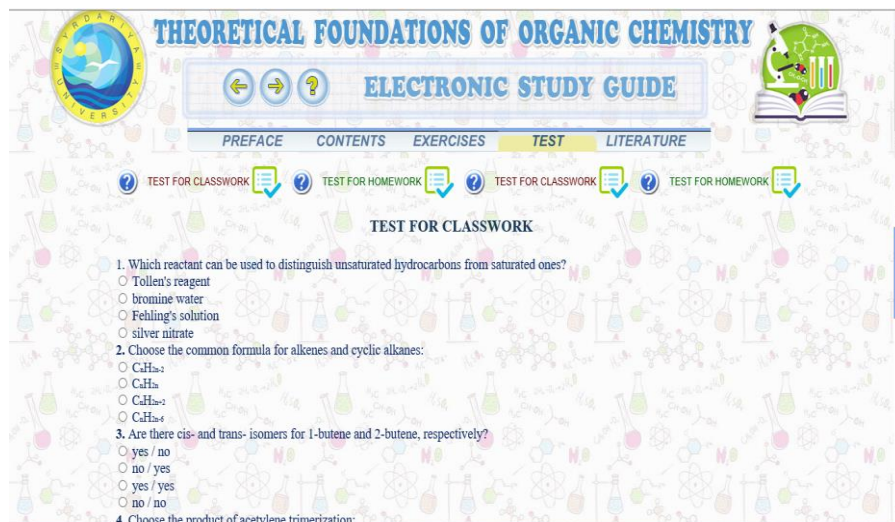 SYRDARIYA UNIVERSITY
THEORETICAL FOUNDATIONS OF ORGANIC CHEMISTRY
ELECTRONIC STUDY GUIDE
PREFACE CONTENTS EXERCISES TEST LITERATURE
TEST FOR CLASSWORK TEST FOR HOMEWORK TEST FOR CLASSWORK TEST FOR HOMEWORK
TEST FOR CLASSWORK
1. Which reactant can be used to distinguish unsaturated hydrocarbons from saturated ones?
Tollen's reagent
bromine water
Fehling's solution
silver nitrate
2. Choose the common formula for alkenes and cyclic alkanes:
CₙH₂ₙ₋₂
CₙH₂ₙ
CₙH₂ₙ₋₂
CₙH₂ₙ₋₆
3. Are there cis- and trans- isomers for 1-butene and 2-butene, respectively?
yes / no
no / yes
yes / yes
no / no
4. Choose the product of acetylene trimerization: